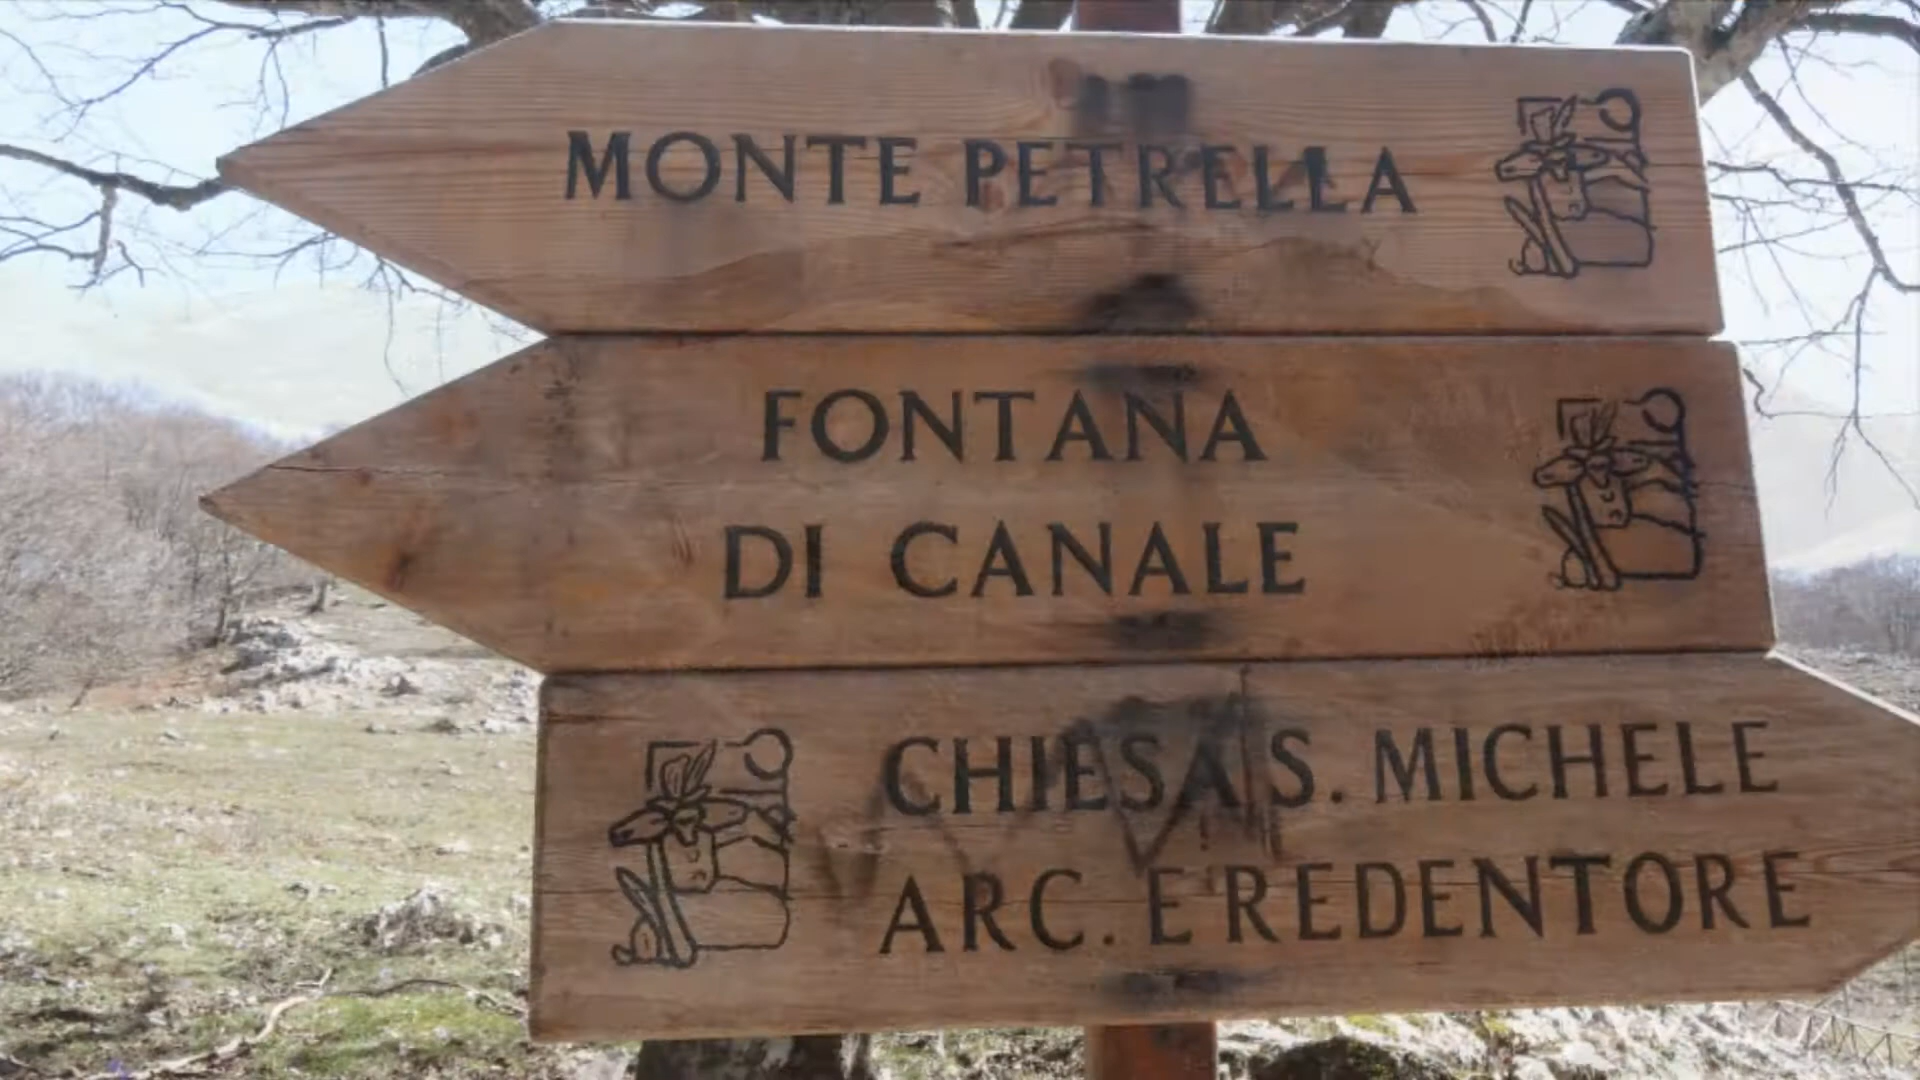 MONTE PETRELLA
FONTANA
DI CANALE
CHIESA S. MICHELE
ARC. E REDENTORE